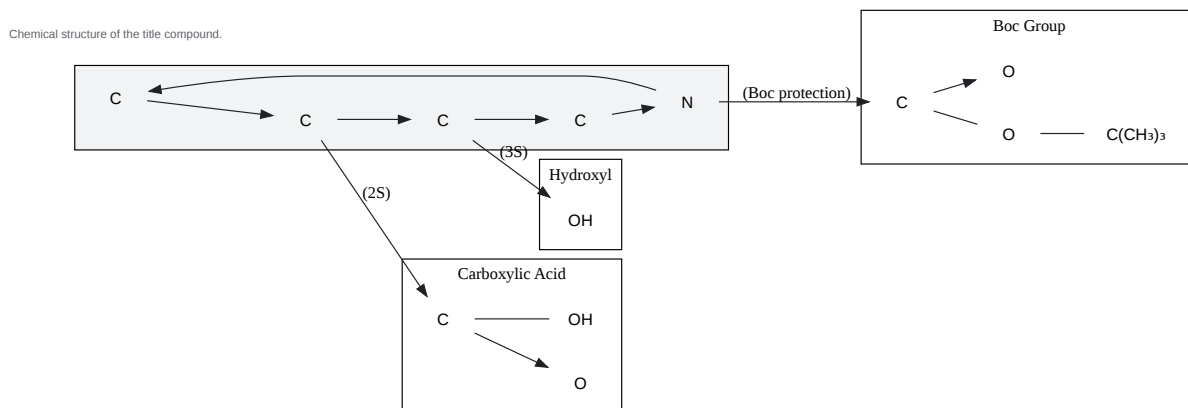 Boc Group
Chemical structure of the title compound.
O
C
N
(Boc protection)
C
C
C
C
O
C(CH₃)₃
(3S)
Hydroxyl
(2S)
OH
Carboxylic Acid
C
OH
O